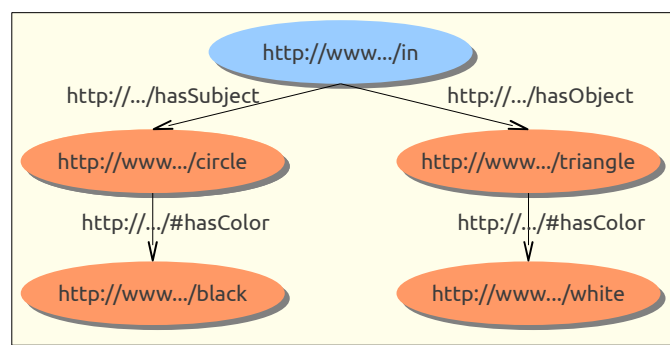 http://www.../in
http://.../hasSubject
http://.../hasObject
http://www.../circle
http://www.../triangle
http://.../#hasColor
http://.../#hasColor
http://www.../black
http://www.../white